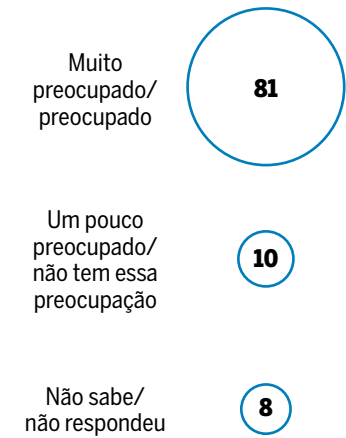 Muito
preocupado/
preocupado
81
Um pouco
preocupado/
não tem essa
preocupação
10
Não sabe/
não respondeu
8